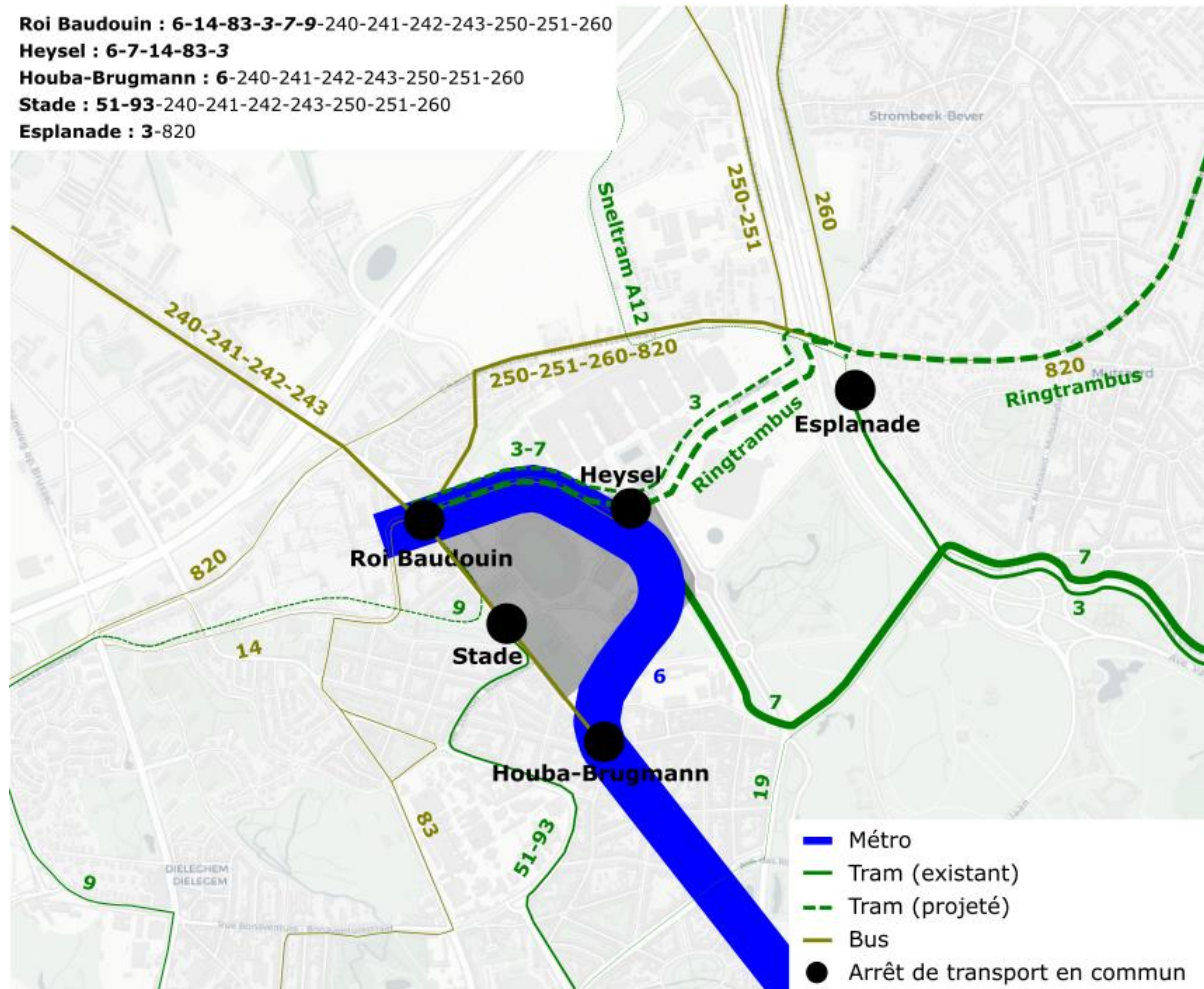 Roi Baudouin : 6-14-83-3-7-9-240-241-242-243-250-251-260
Heysel : 6-7-14-83-3
Houba-Brugmann : 6-240-241-242-243-250-251-260
Stade : 51-93-240-241-242-243-250-251-260
Esplanade : 3-820
Strombeek-Bever
250-251
260
Sneltram A12
240-241-242-243
250-251-260-820
820
Mutsaard
Ringtrambus
3
Ringtrambus
Esplanade
3-7
Heysel
Roi Baudouin
820
9
7
3
14
Stade
6
7
Houba-Brugmann
19
83
51-93
DIELEGHEM
DIELEGEM
9
Métro
Tram (existant)
Tram (projeté)
Bus
Arrêt de transport en commun